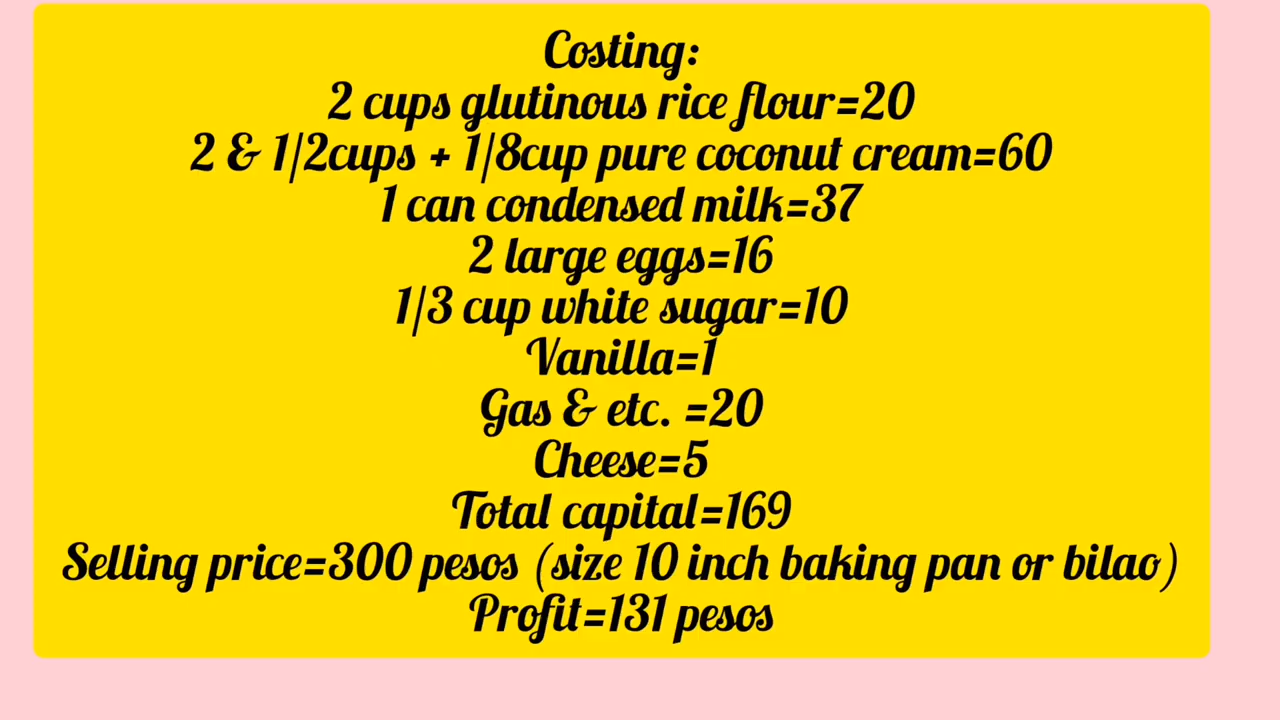 Costing:
2 cups glutinous rice flour=20
2 & 1/2cups + 1/8cup pure coconut cream=60
1 can condensed milk=37
2 large eggs=16
1/3 cup white sugar=10
Vanilla=1
Gas & etc. =20
Cheese=5
Total capital=169
Selling price=300 pesos (size 10 inch baking pan or bilao)
Profit=131 pesos